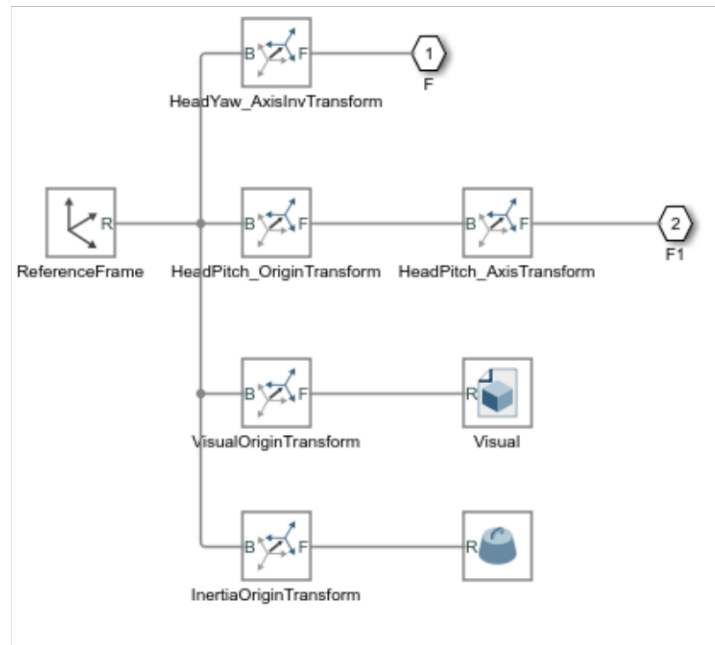 B F
1
HeadYaw_AxisInvTransform
F
R
B F
B F
2
ReferenceFrame
HeadPitch_OriginTransform
HeadPitch_AxisTransform
F1
B F
R
VisualOriginTransform
Visual
B F
R
InertiaOriginTransform